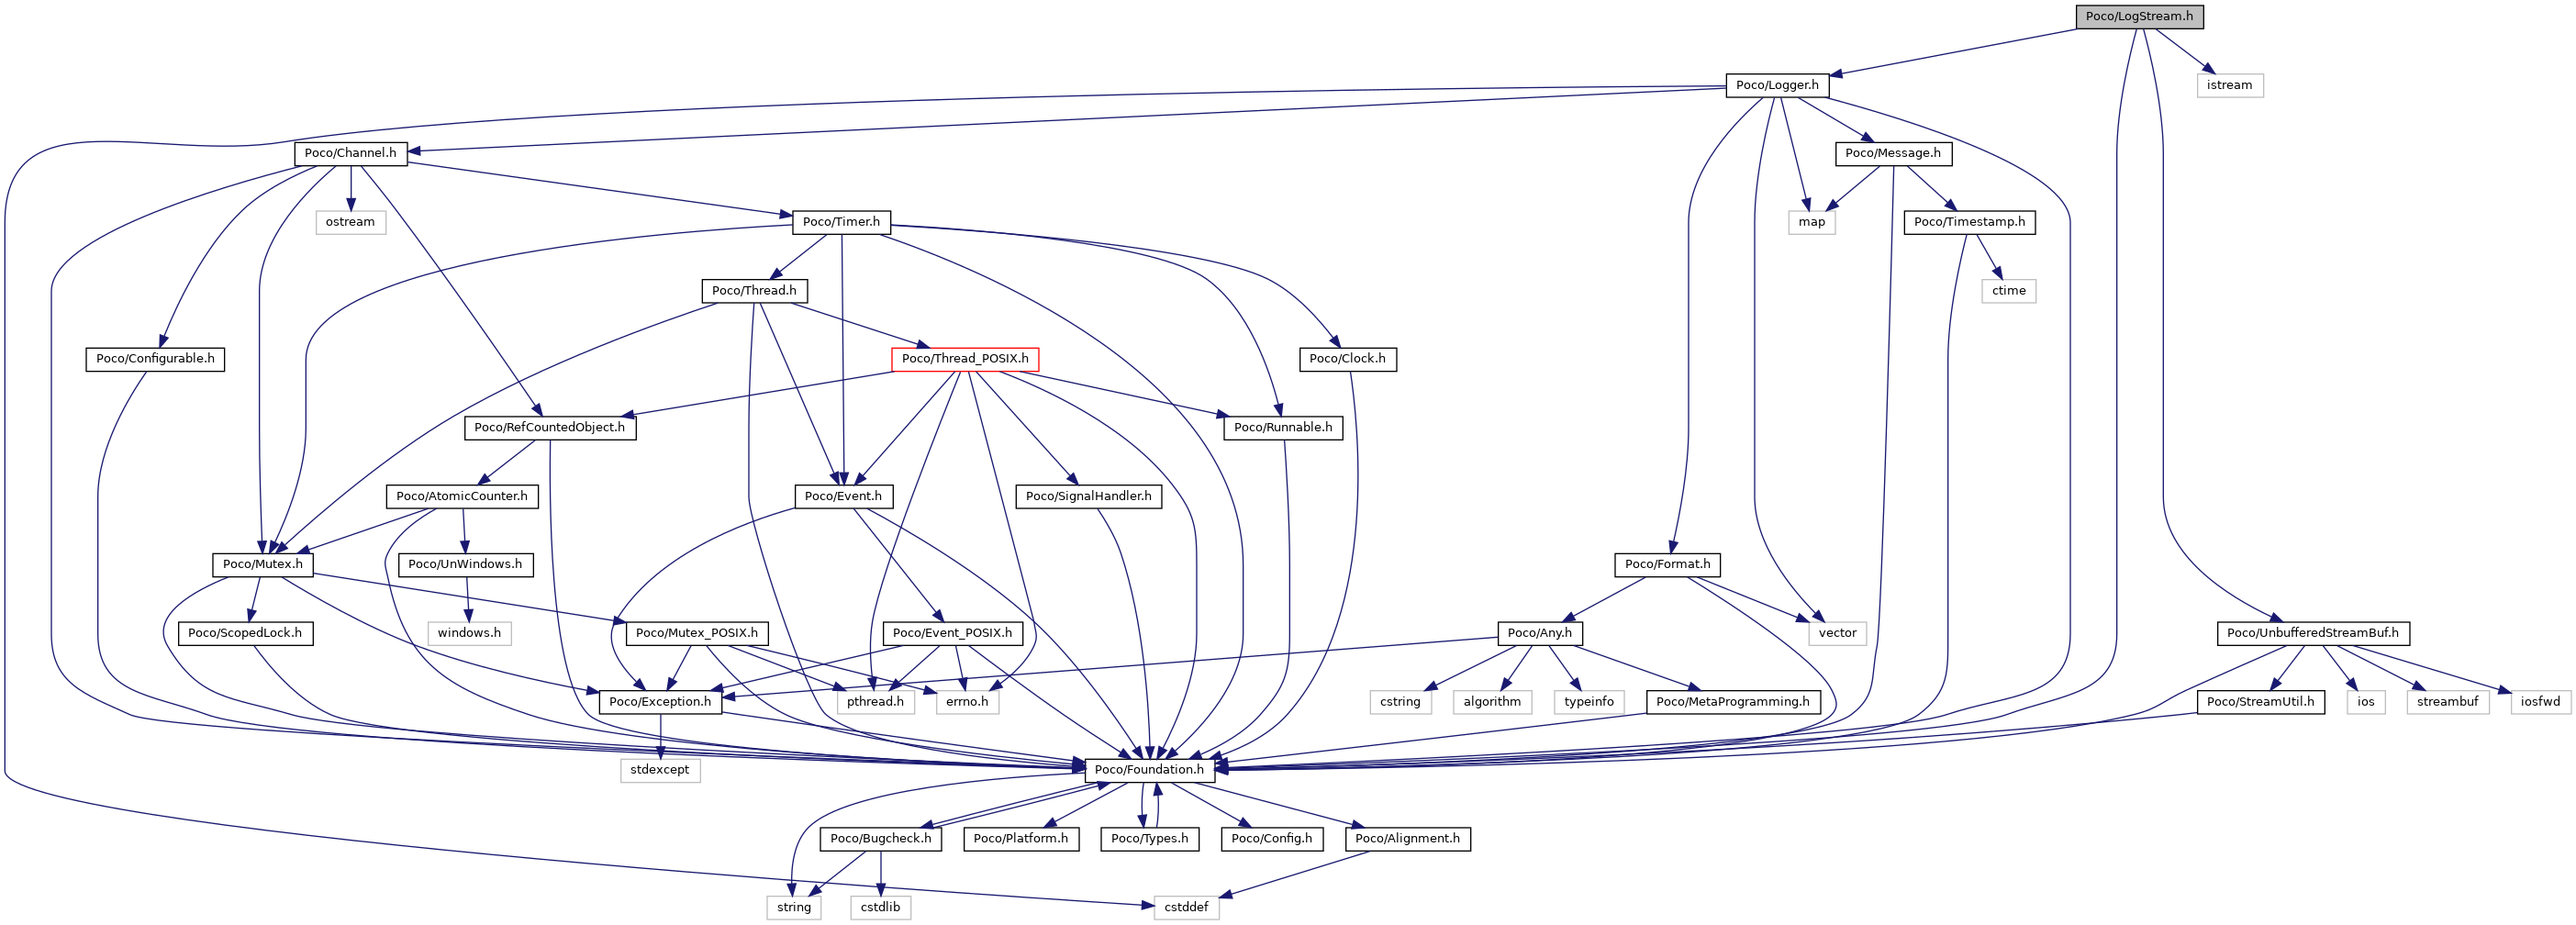 Poco/LogStream.h
Poco/Logger.h
istream
Poco/Channel.h
Poco/Message.h
ostream
Poco/Timer.h
map
Poco/Timestamp.h
Poco/Thread.h
ctime
Poco/Configurable.h
Poco/Thread_POSIX.h
Poco/Clock.h
Poco/RefCountedObject.h
Poco/Runnable.h
Poco/AtomicCounter.h
Poco/Event.h
Poco/SignalHandler.h
Poco/Mutex.h
Poco/UnWindows.h
Poco/Format.h
Poco/ScopedLock.h
windows.h
Poco/Mutex_POSIX.h
Poco/Event_POSIX.h
Poco/Any.h
vector
Poco/UnbufferedStreamBuf.h
Poco/Exception.h
pthread.h
errno.h
cstring
algorithm
typeinfo
Poco/MetaProgramming.h
Poco/StreamUtil.h
ios
streambuf
iosfwd
stdexcept
Poco/Foundation.h
Poco/Bugcheck.h
Poco/Platform.h
Poco/Types.h
Poco/Config.h
Poco/Alignment.h
string
cstdlib
cstddef